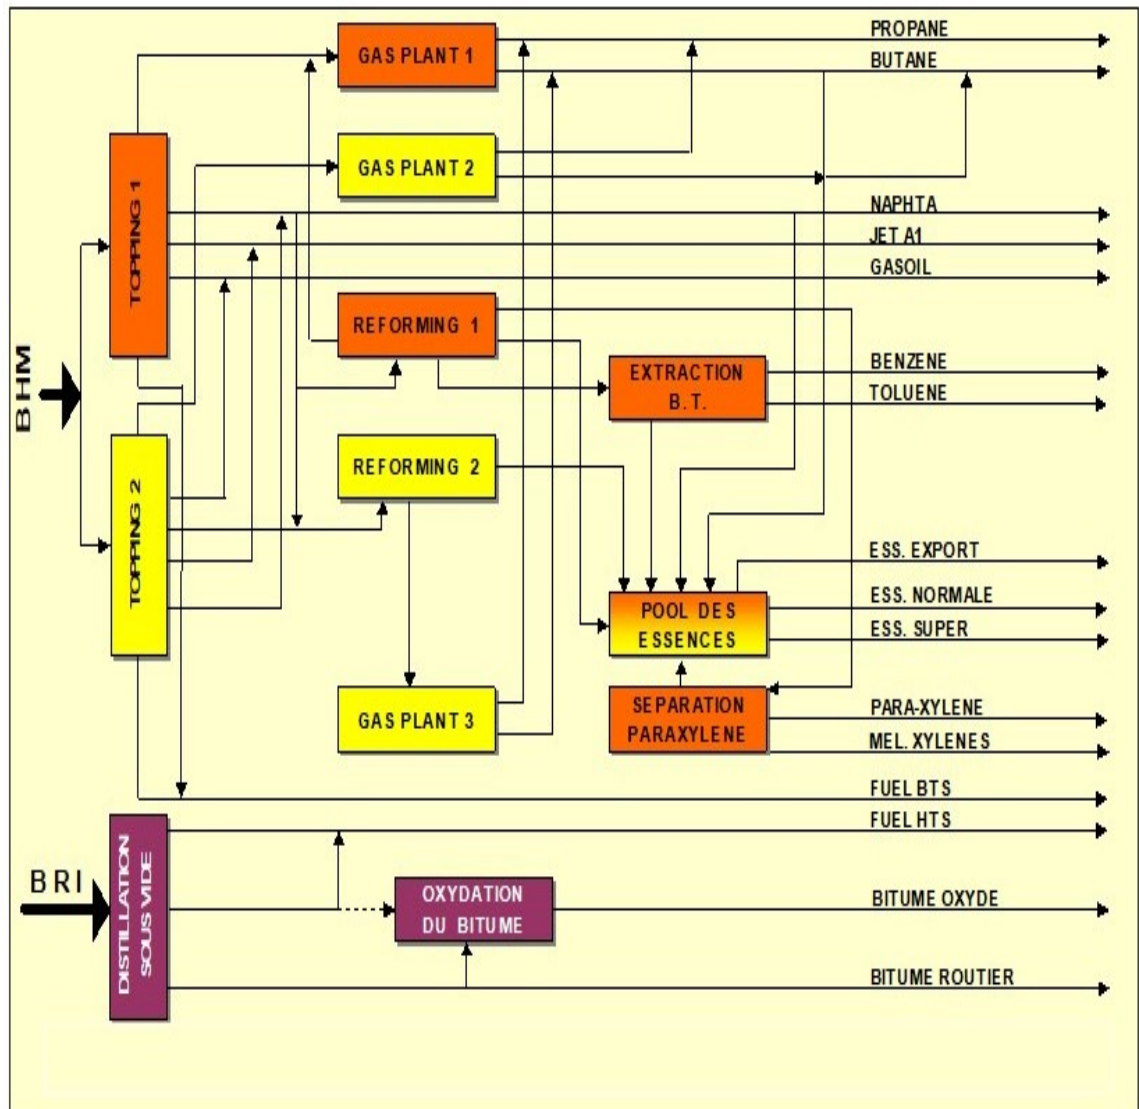 PROPANE
GAS PLANT 1
BUTANE
GAS PLANT 2
TOPPING 1
NAPHTA
JET A1
GASOIL
REFORMING 1
BHM
EXTRACTION
B.T.
BENZENE
TOLUENE
REFORMING 2
TOPPING 2
ESS. EXPORT
POOL DES
ESSENCES
ESS. NORMALE
ESS. SUPER
GAS PLANT 3
SEPARATION
PARAXYLENE
PARA-XYLENE
MEL. XYLENES
FUEL BTS
FUEL HTS
BRI
DISTILLATION
SOUS VIDE
OXYDATION
DU BITUME
BITUME OXYDE
BITUME ROUTIER